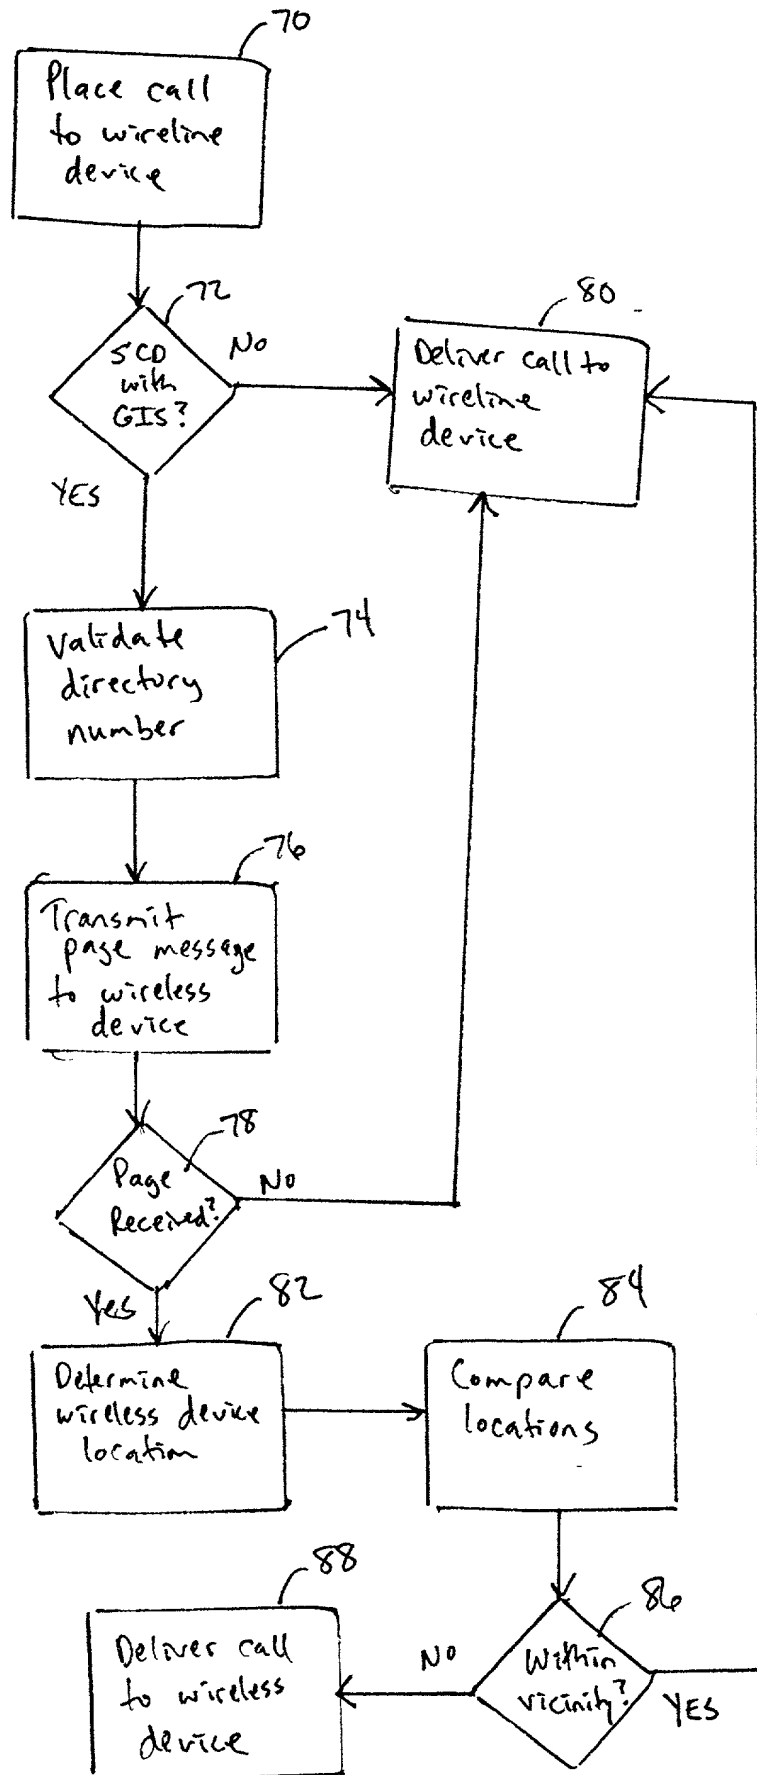 70
Place call
to wireline
device
72
SCD
with
GIS?
NO
YES
80
Deliver call to
wireline
device
74
Validate
directory
number
76
Transmit
page message
to wireless
device
78
Page
Received?
NO
Yes
82
Determine
wireless device
location
84
Compare
locations
86
Within
vicinity?
NO
YES
88
Deliver call
to wireless
device